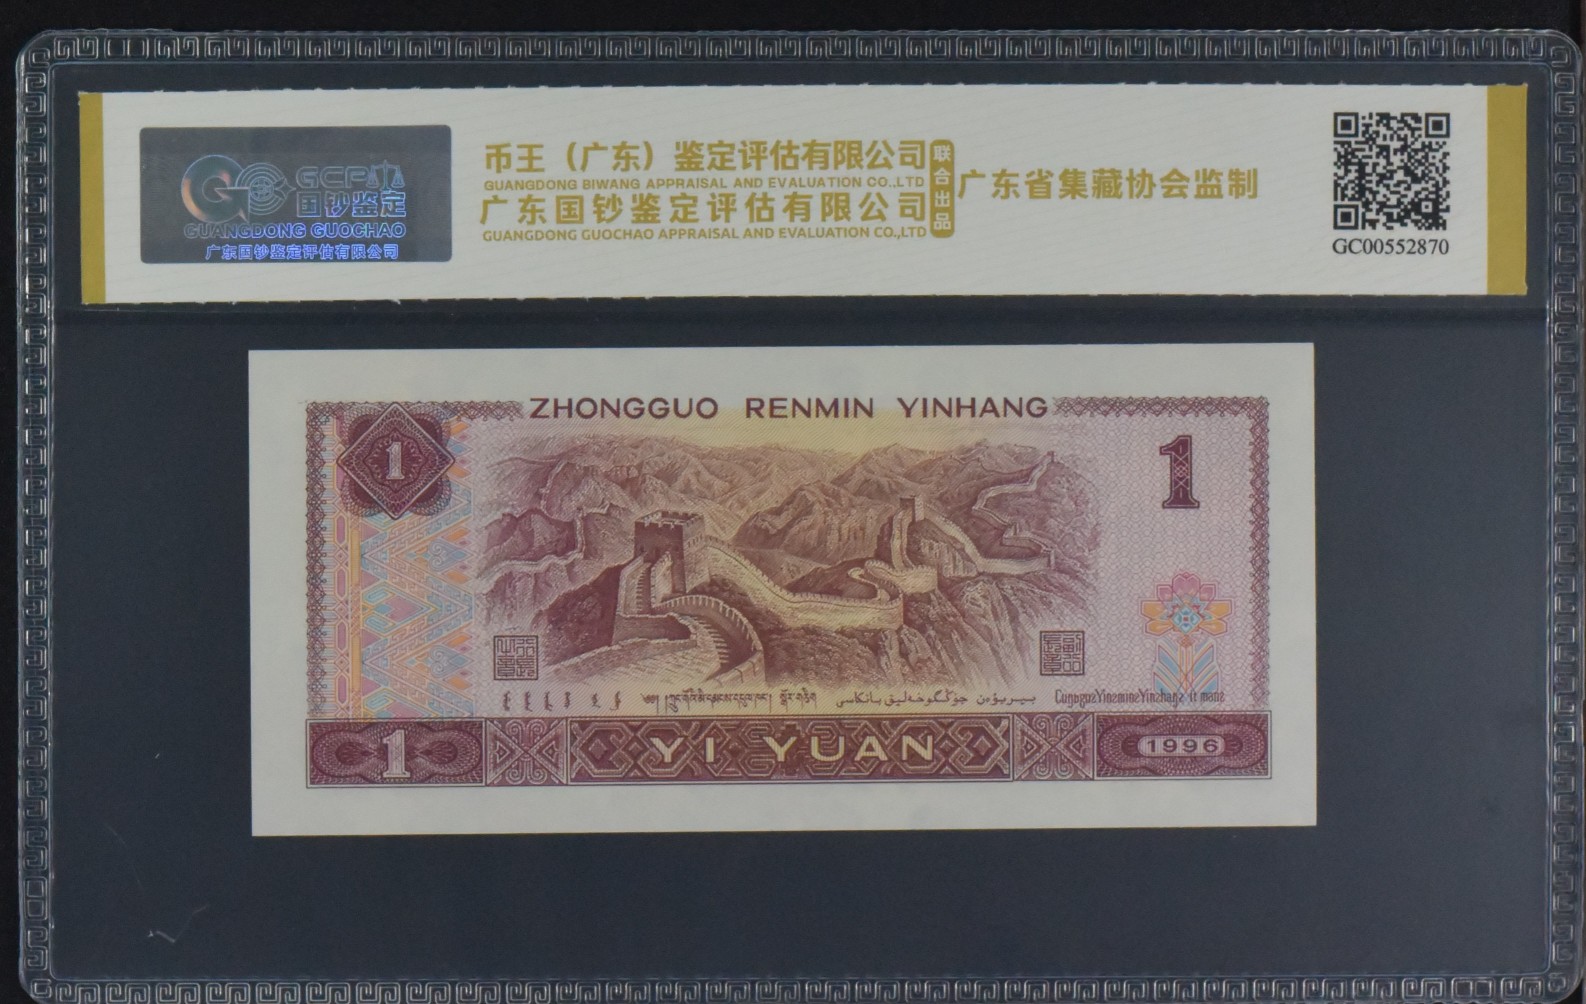 GCP
国钞鉴定
GUANGDONG GUOCHAO
广东国钞鉴定评估有限公司
币王（广东）鉴定评估有限公司
GUANGDONG BIWANG APPRAISAL AND EVALUATION CO.,LTD
广东国钞鉴定评估有限公司
GUANGDONG GUOCHAO APPRAISAL AND EVALUATION CO.,LTD
联合出品
广东省集藏协会监制
GC00552870
ZHONGGUO RENMIN YINHANG
1
1
1
YI YUAN
1996